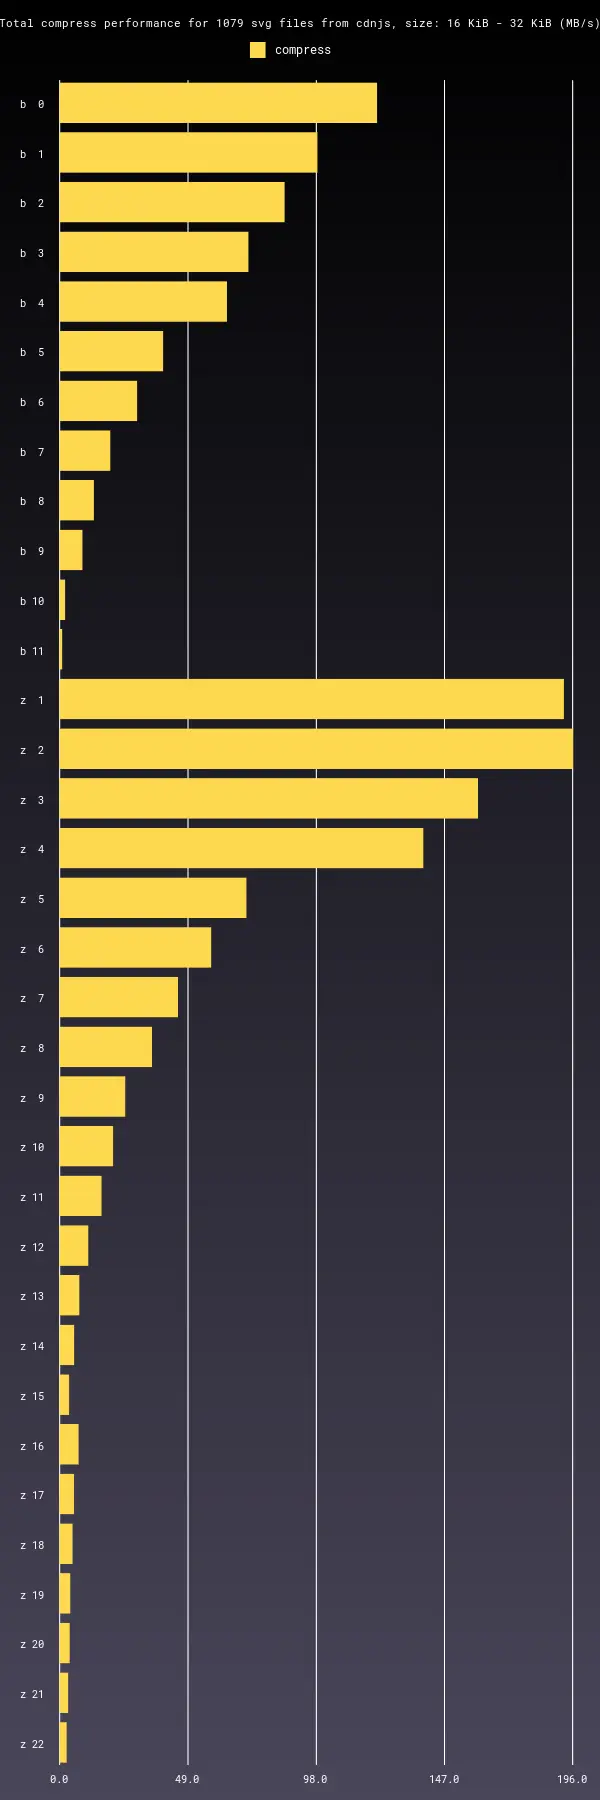 Total compress performance for 1079 svg files from cdnjs, size: 16 KiB - 32 KiB (MB/s)
compress
b 0
b 1
b 2
b 3
b 4
b 5
b 6
b 7
b 8
b 9
b 10
b 11
z 1
z 2
z 3
z 4
z 5
z 6
z 7
z 8
z 9
z 10
z 11
z 12
z 13
z 14
z 15
z 16
z 17
z 18
z 19
z 20
z 21
z 22
0.0 49.0 98.0 147.0 196.0